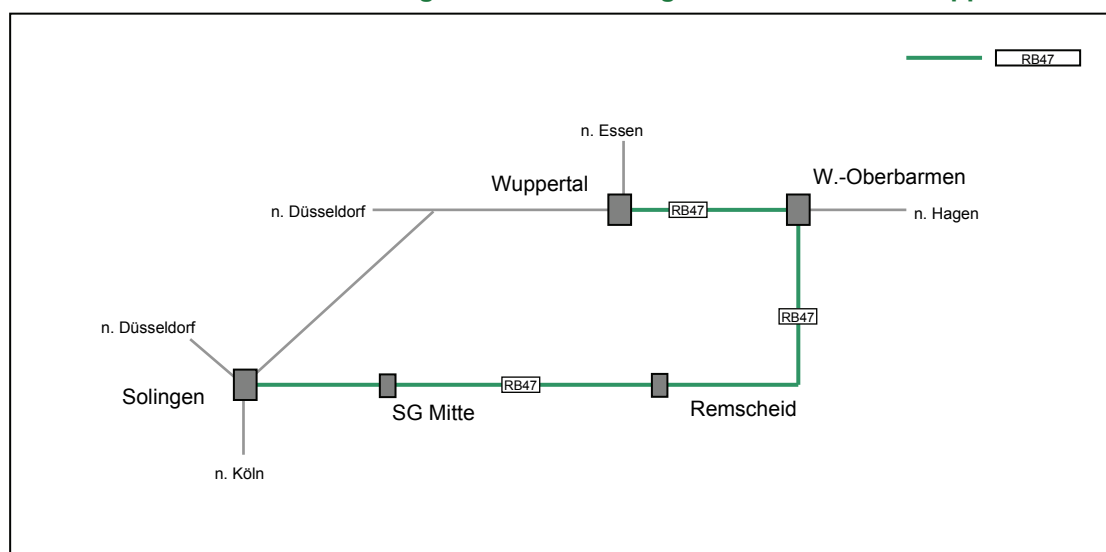 RB47
n. Essen
Wuppertal
W.-Oberbarmen
n. Düsseldorf
RB47
n. Hagen
RB47
n. Düsseldorf
Solingen
RB47
SG Mitte
Remscheid
n. Köln